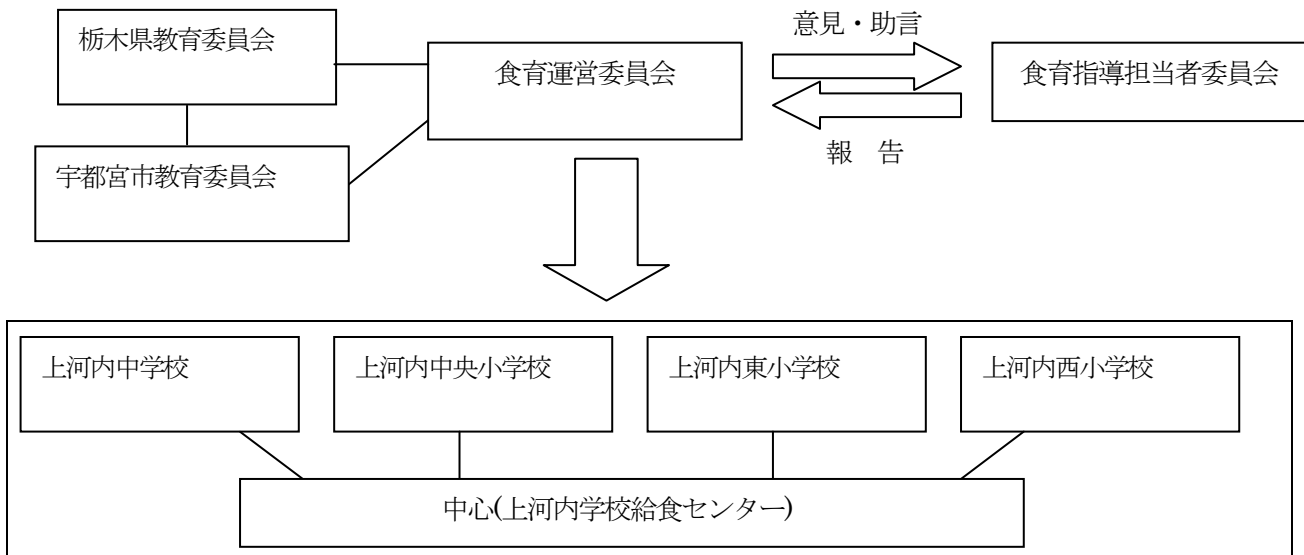 栃木県教育委員会
意見・助言
食育運営委員会
食育指導担当者委員会
宇都宮市教育委員会
報　告
上河内中学校
上河内中央小学校
上河内東小学校
上河内西小学校
中心(上河内学校給食センター)